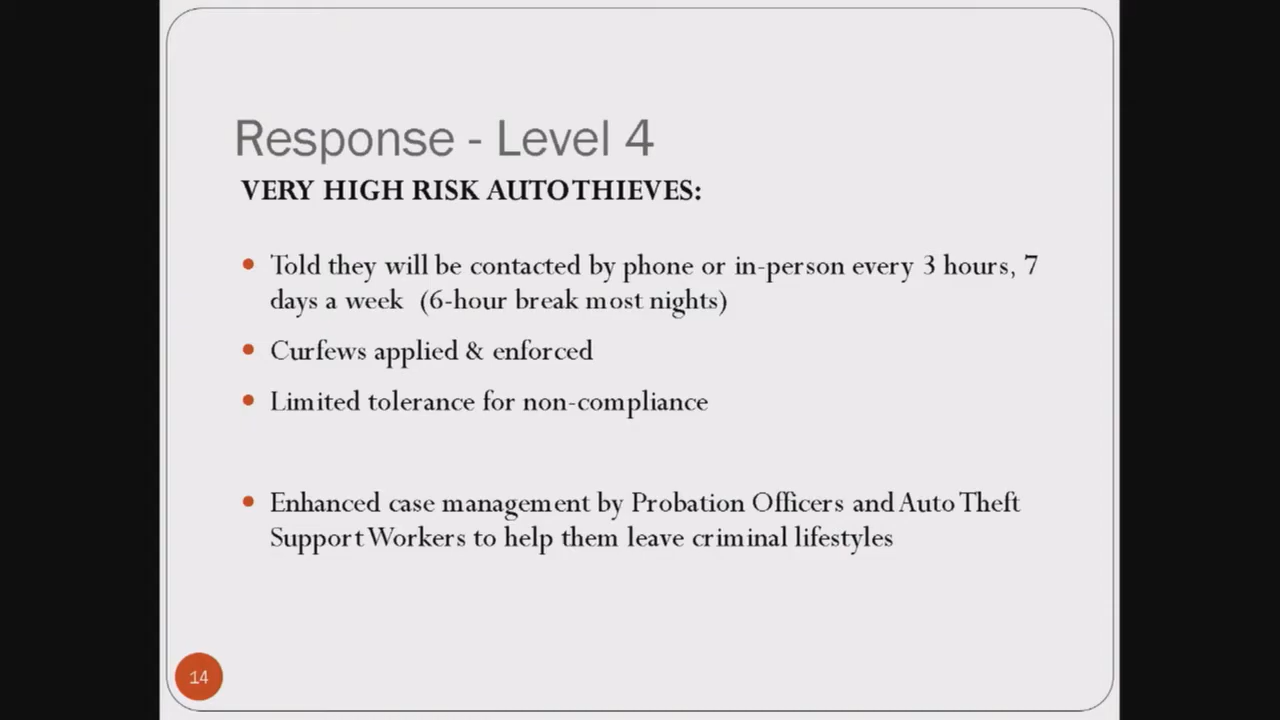 Response - Level 4
VERY HIGH RISK AUTO THIEVES:
Told they will be contacted by phone or in-person every 3 hours, 7
days a week (6-hour break most nights)
Curfews applied & enforced
Limited tolerance for non-compliance
Enhanced case management by Probation Officers and Auto Theft
Support Workers to help them leave criminal lifestyles
14